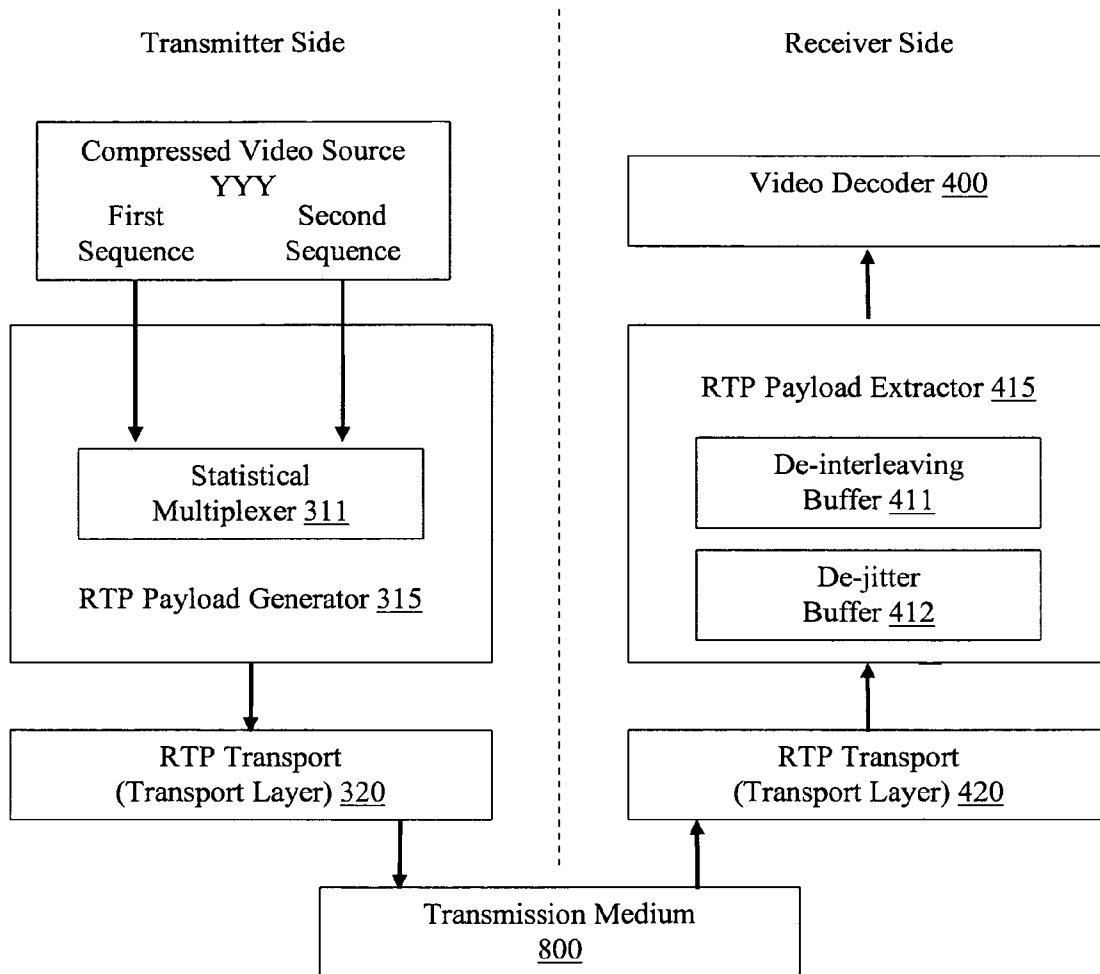 Transmitter Side
Receiver Side
Compressed Video Source
YYY
First
Sequence
Second
Sequence
Statistical
Multiplexer 311
RTP Payload Generator 315
RTP Transport
(Transport Layer) 320
Video Decoder 400
RTP Payload Extractor 415
De-interleaving
Buffer 411
De-jitter
Buffer 412
RTP Transport
(Transport Layer) 420
Transmission Medium
800